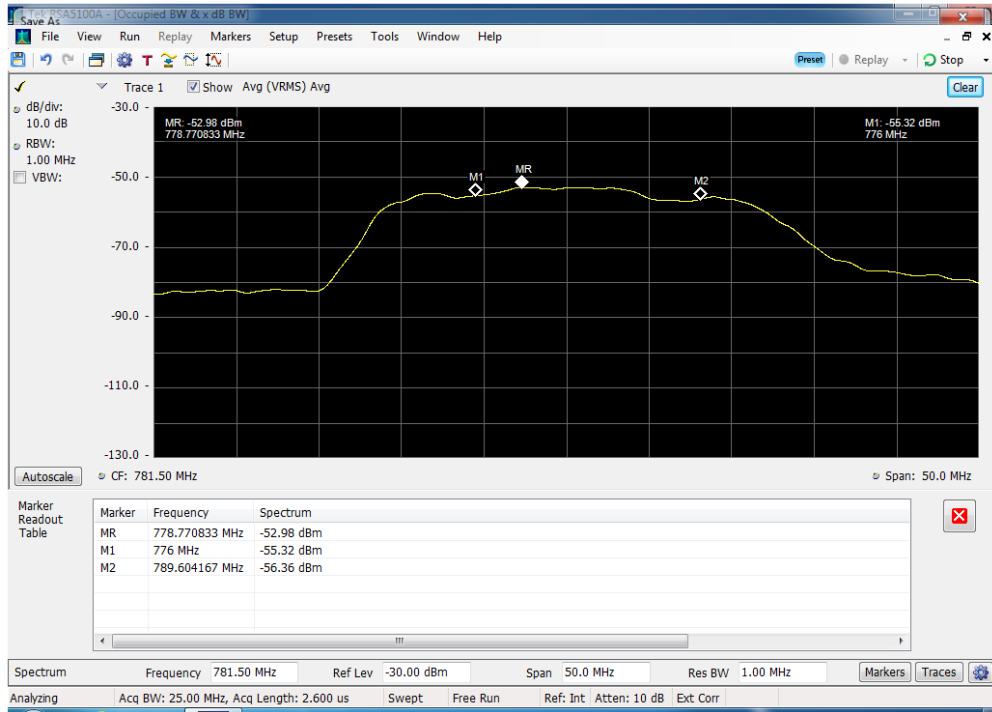 Tek RSA5100A - [Occupied BW & x dB BW]
Save As
File View Run Replay Markers Setup Presets Tools Window Help
T Preset Replay Stop
Trace 1 Show Avg (VRMS) Avg Clear
dB/div:
10.0 dB
RBW:
1.00 MHz
VBW:
-30.0
-50.0
-70.0
-90.0
-110.0
-130.0
MR: -52.98 dBm
778.770833 MHz
M1: -55.32 dBm
776 MHz
M1 MR M2
Autoscale CF: 781.50 MHz Span: 50.0 MHz
Marker
Readout
Table
Marker Frequency Spectrum
MR 778.770833 MHz -52.98 dBm
M1 776 MHz -55.32 dBm
M2 789.604167 MHz -56.36 dBm
Spectrum Frequency 781.50 MHz Ref Lev -30.00 dBm Span 50.0 MHz Res BW 1.00 MHz Markers Traces
Analyzing Acq BW: 25.00 MHz, Acq Length: 2.600 us Swept Free Run Ref: Int Atten: 10 dB Ext Corr